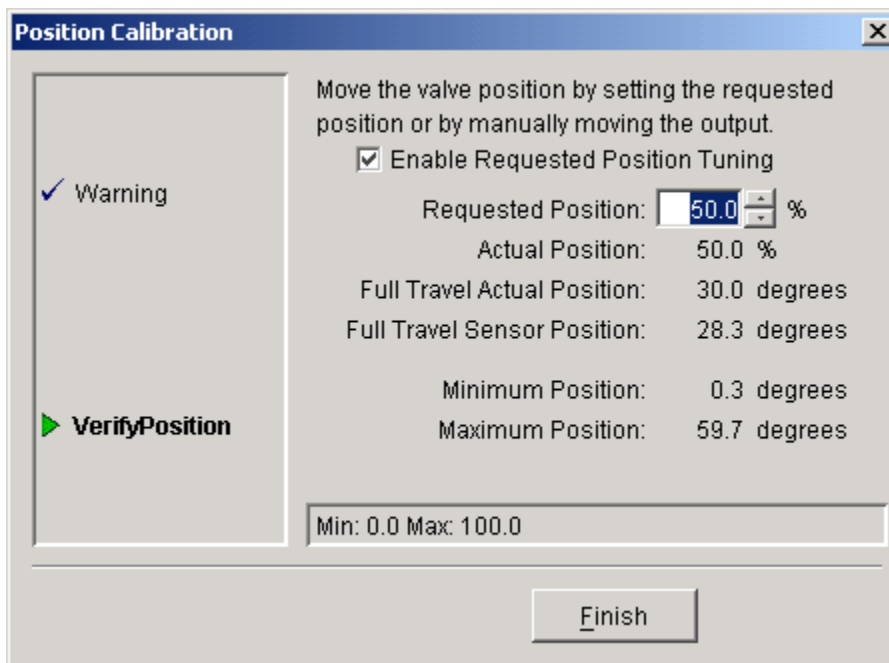 Position Calibration
Warning
VerifyPosition
Move the valve position by setting the requested
position or by manually moving the output.
Enable Requested Position Tuning
Requested Position: 50.0 %
Actual Position: 50.0 %
Full Travel Actual Position: 30.0 degrees
Full Travel Sensor Position: 28.3 degrees
Minimum Position: 0.3 degrees
Maximum Position: 59.7 degrees
Min: 0.0 Max: 100.0
Finish